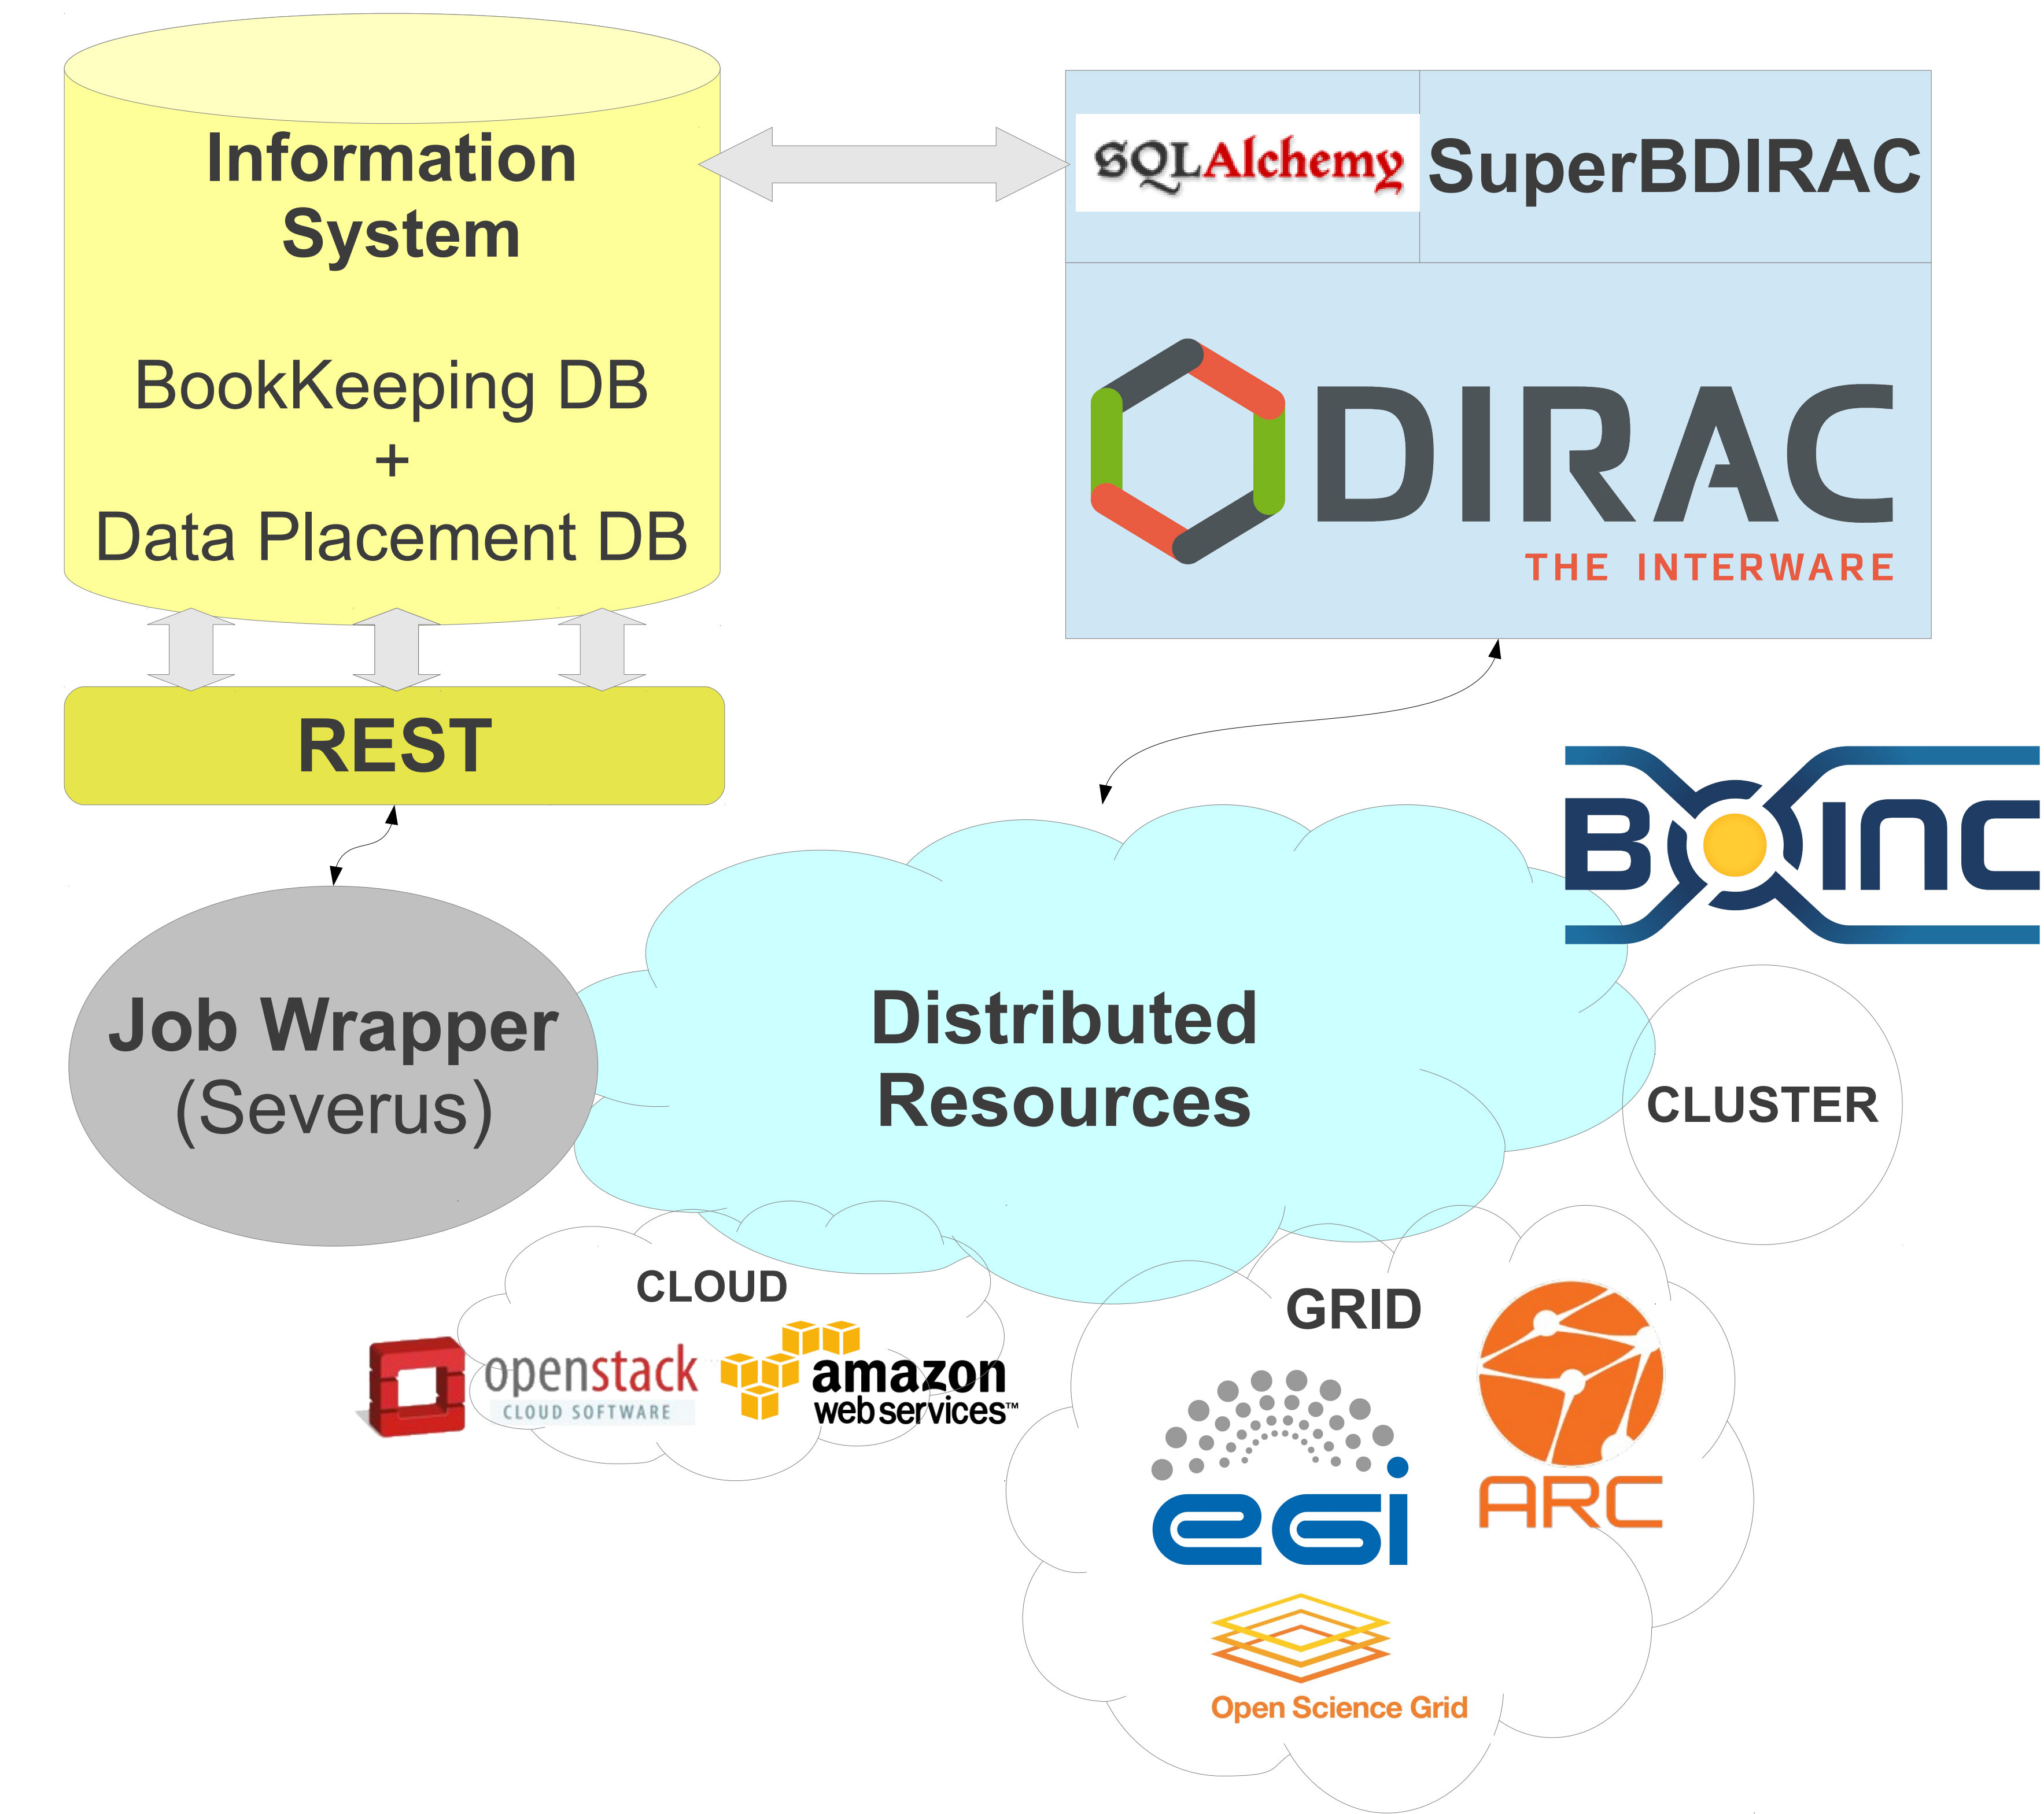 Information
System
BookKeeping DB
+
Data Placement DB
SQLAlchemy
SuperBDIRAC
DIRAC
THE INTERWARE
REST
BOINC
Job Wrapper
(Severus)
Distributed
Resources
CLUSTER
CLOUD
openstack
CLOUD SOFTWARE
amazon
web services™
GRID
ARC
egi
Open Science Grid